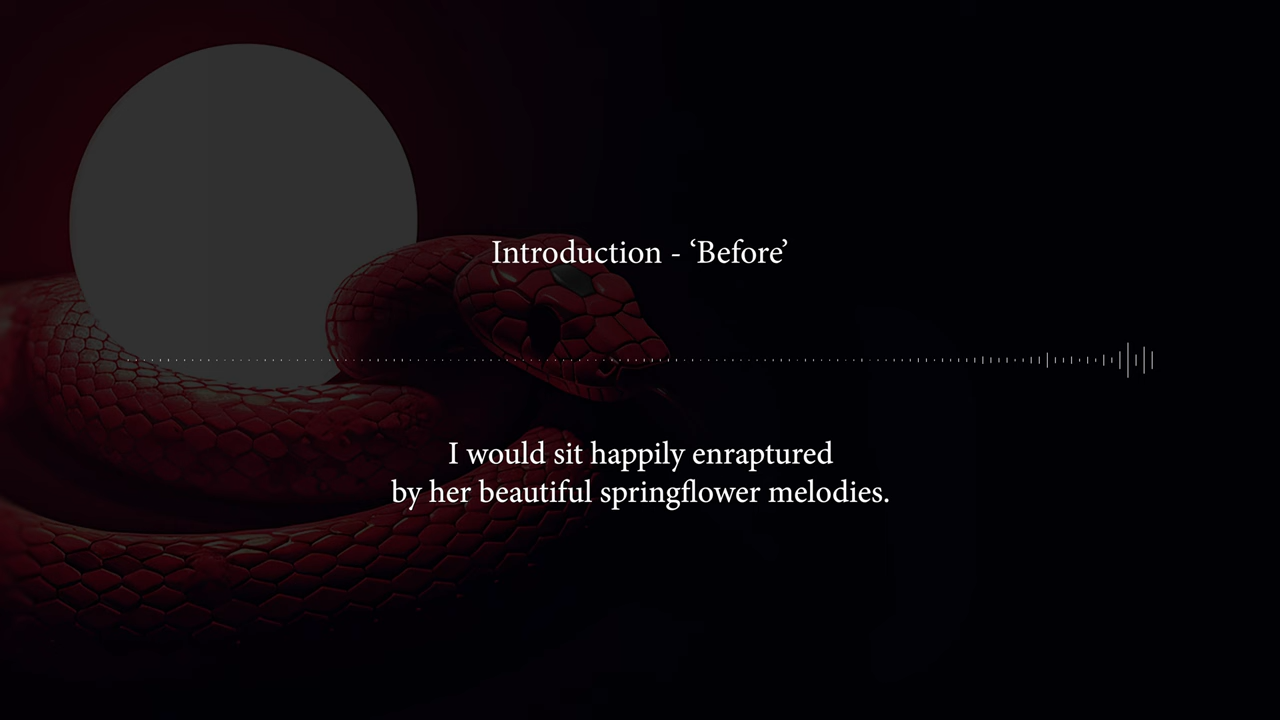 Introduction - ‘Before’
I would sit happily enraptured
by her beautiful springflower melodies.